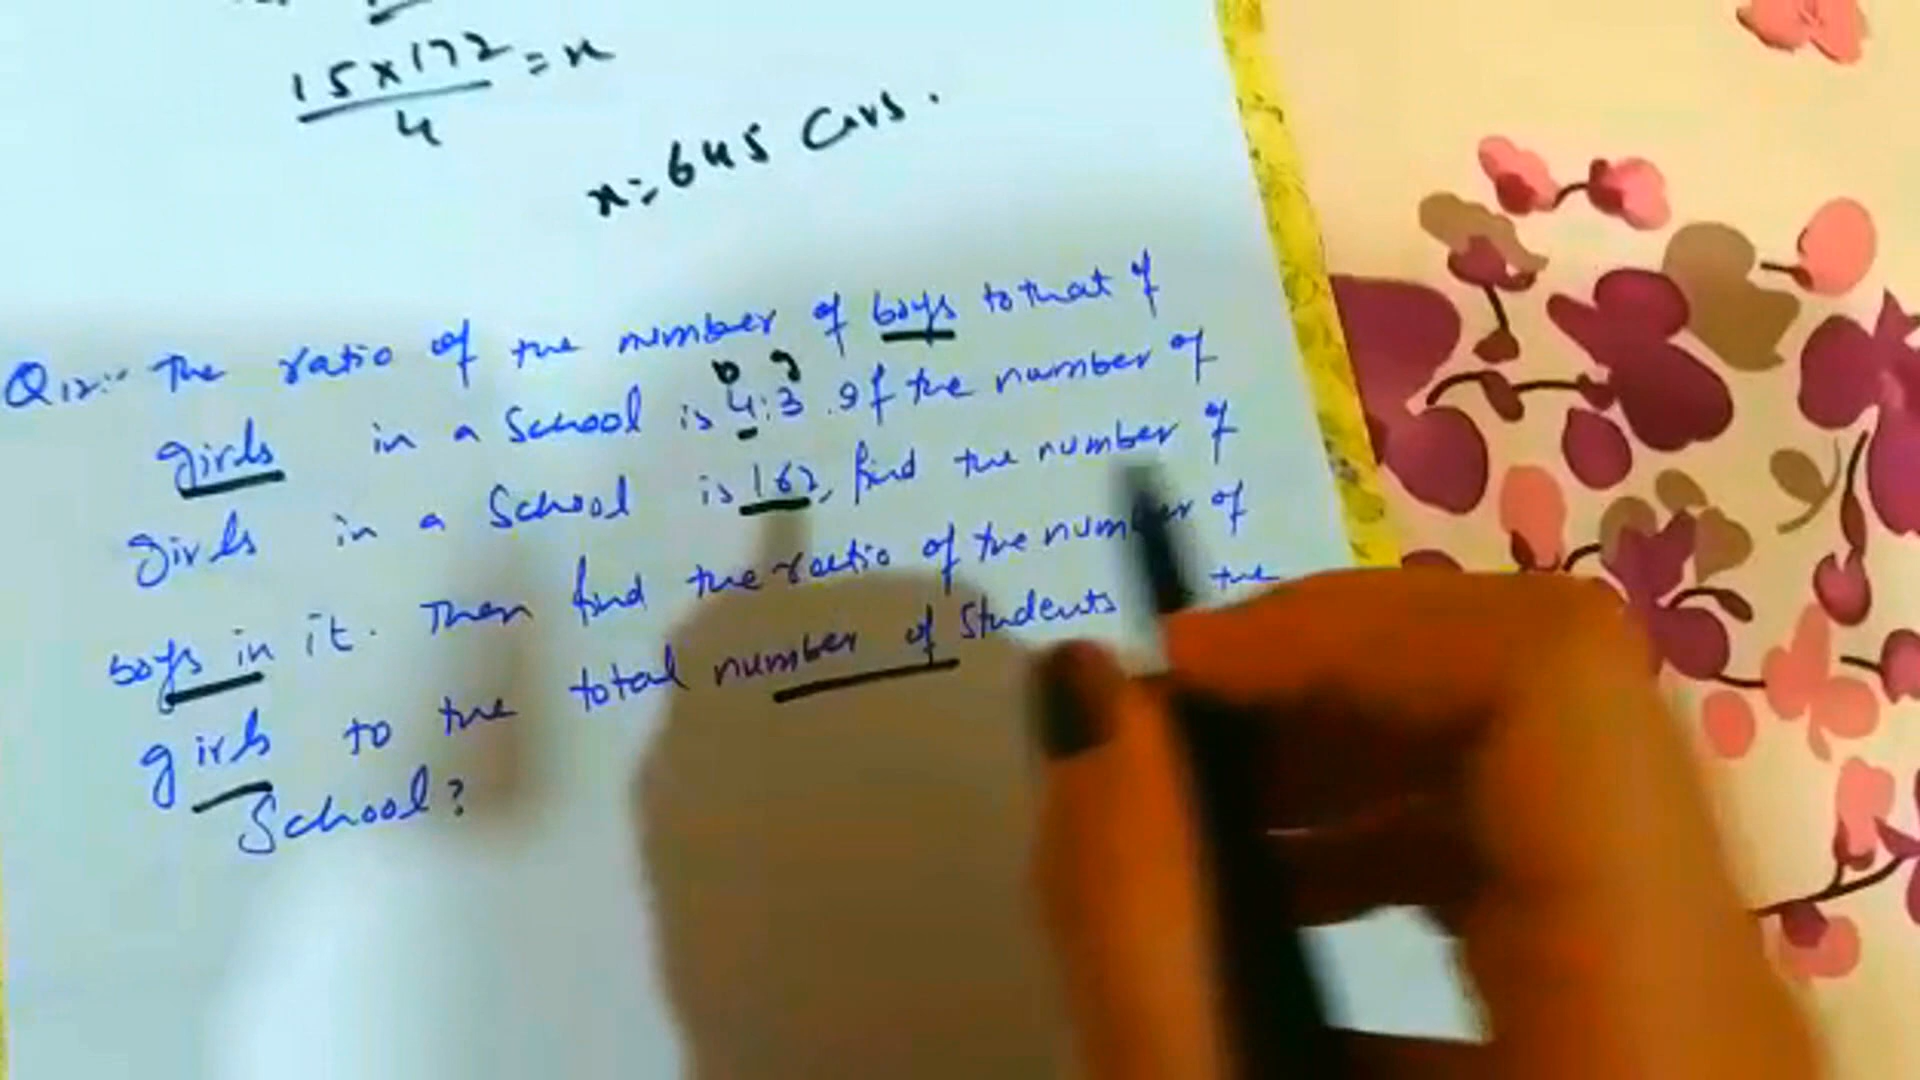 15×172 = x
4
x = 645 Cars.
Q12:- The ratio of the number of boys to that of
b g
girls in a School is 4:3. If the number of
girls in a School is 162, find the number of
boys in it. Then find the ratio of the number of
girls to the total number of Students the
School?